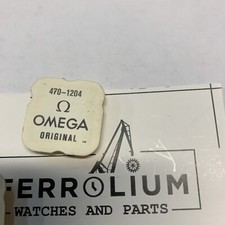 470-1204
Ω
OMEGA
ORIGINAL
FERROLIUM
WATCHES AND PARTS